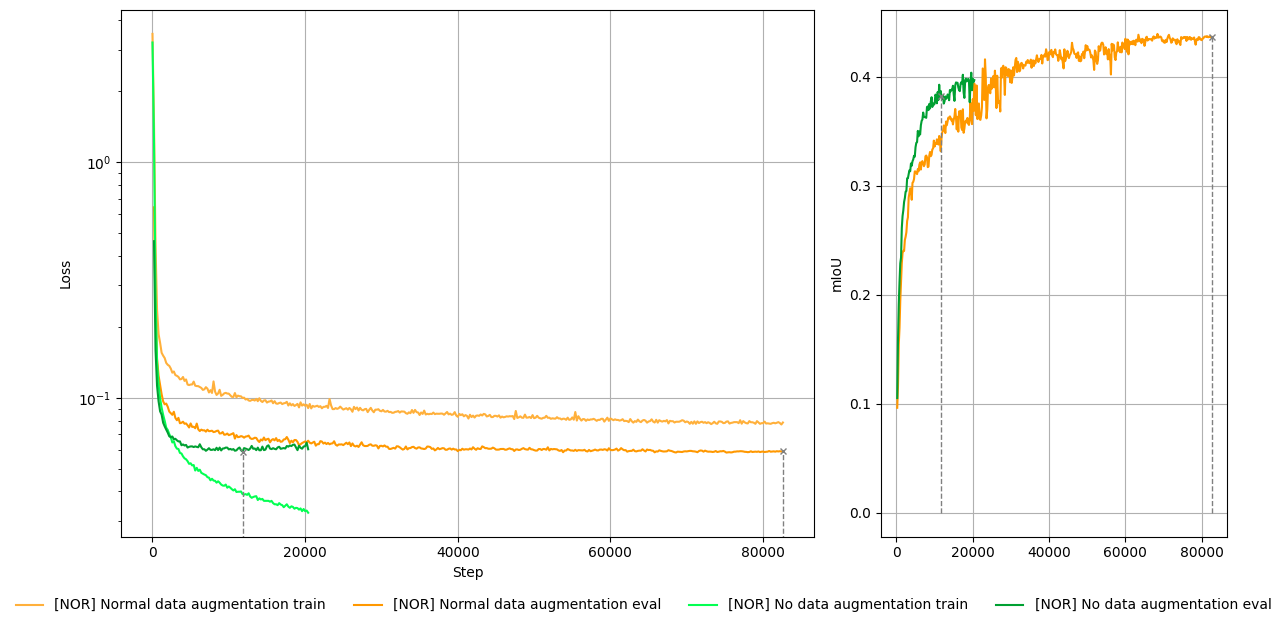 Loss
10⁰
10⁻¹
0
20000
40000
60000
80000
Step
mIoU
0.4
0.3
0.2
0.1
0.0
0
20000
40000
60000
80000
[NOR] Normal data augmentation train
[NOR] Normal data augmentation eval
[NOR] No data augmentation train
[NOR] No data augmentation eval